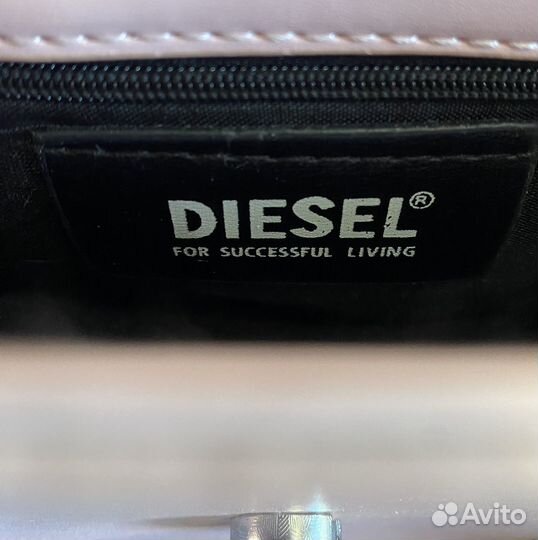 DIESEL®
FOR SUCCESSFUL LIVING
Avito